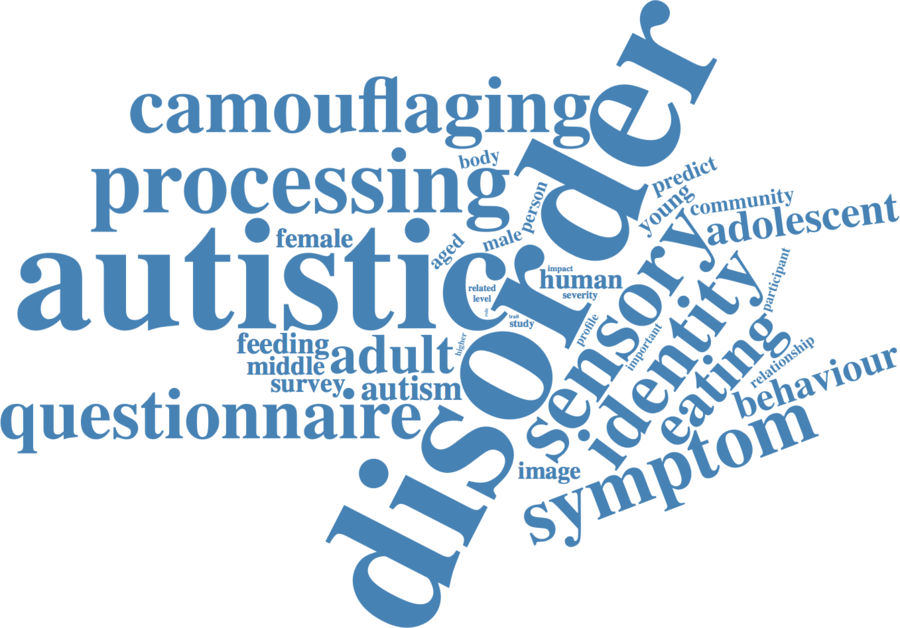 disorder
camouflaging
body
processing
predict
young
person
community
adolescent
female
aged
male
autistic
sensory
impact
human
related
severity
level
trait
study
participant
identity
profile
important
feeding
adult
higher
middle
survey
autism
eating
relationship
behaviour
questionnaire
symptom
image